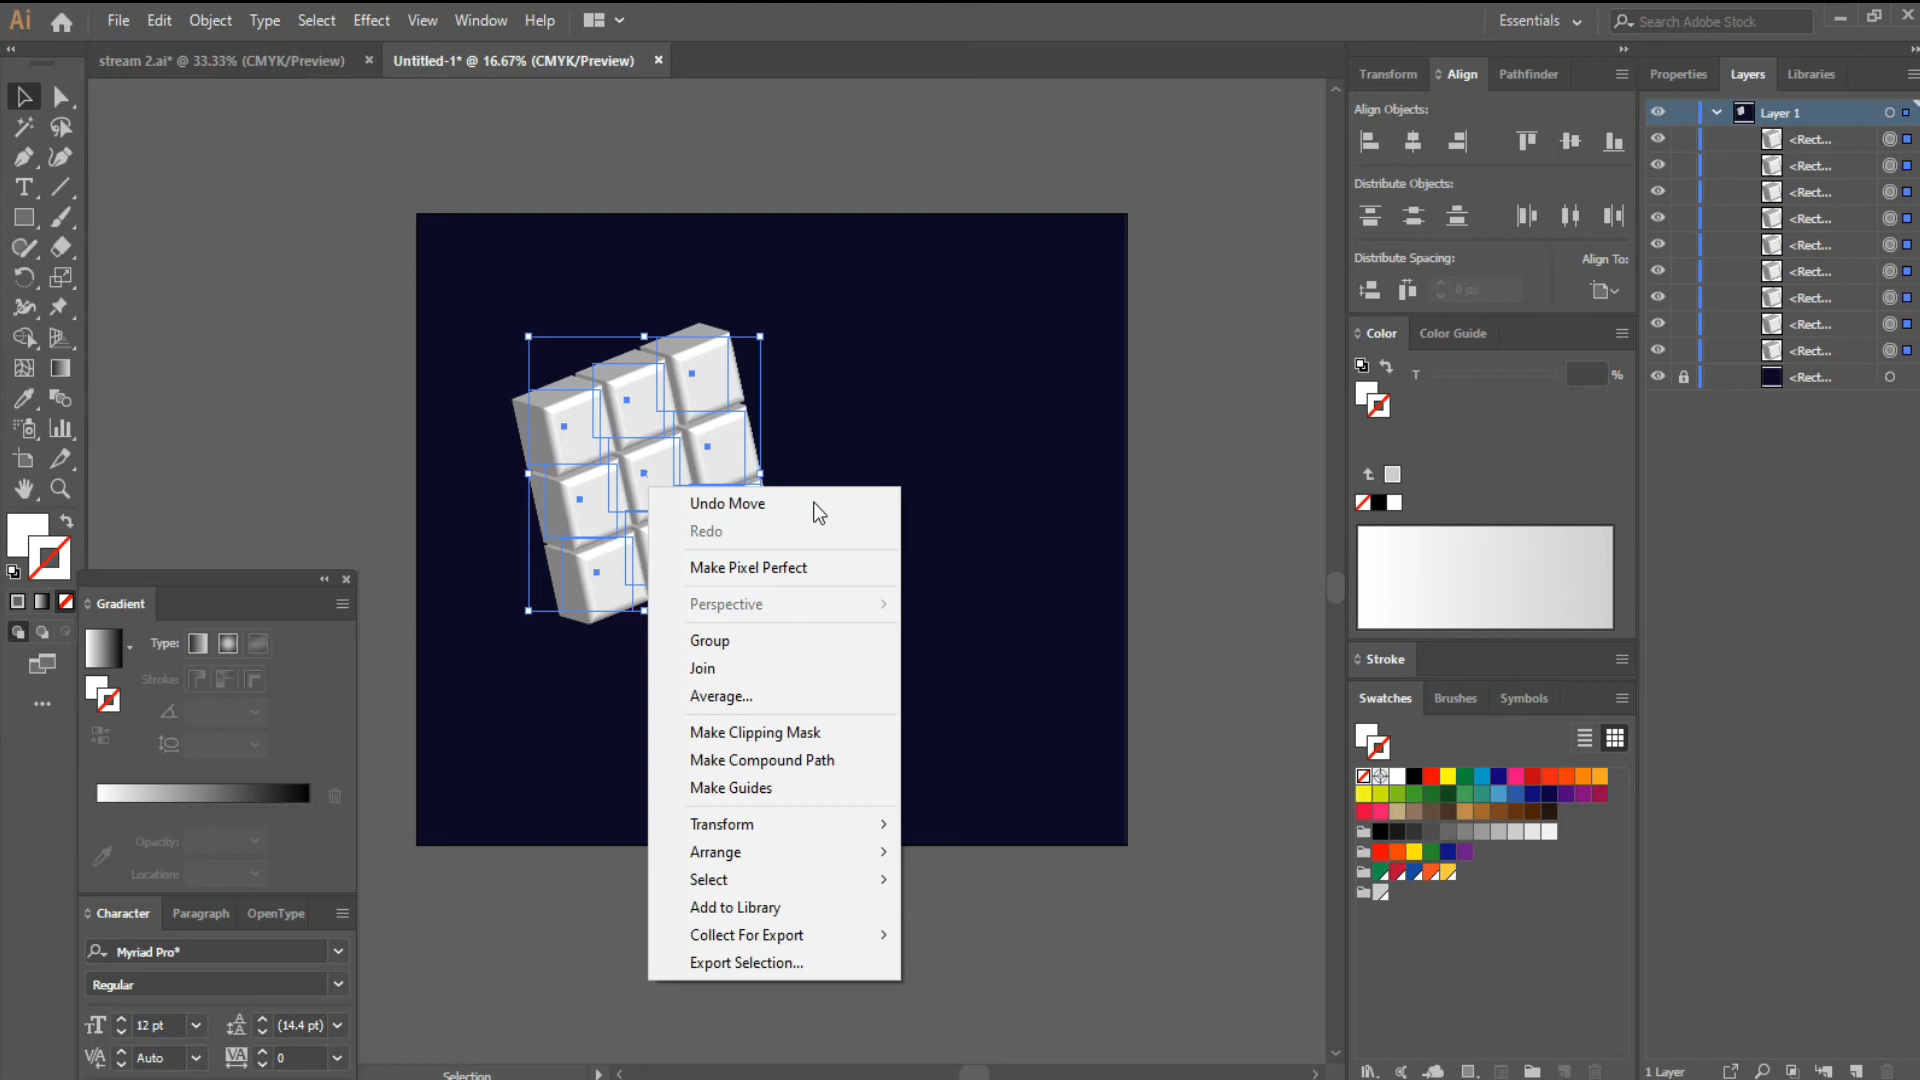 Ai File Edit Object Type Select Effect View Window Help Essentials Search Adobe Stock
stream 2.ai* @ 33.33% (CMYK/Preview) Untitled-1* @ 16.67% (CMYK/Preview)
Transform Align Pathfinder
Align Objects:
Distribute Objects:
Distribute Spacing: Align To:
0 px
Color Color Guide
T %
Stroke
Swatches Brushes Symbols
Properties Layers Libraries
Layer 1
<Rect...
<Rect...
<Rect...
<Rect...
<Rect...
<Rect...
<Rect...
<Rect...
<Rect...
<Rect...
1 Layer
Undo Move
Redo
Make Pixel Perfect
Perspective
Group
Join
Average...
Make Clipping Mask
Make Compound Path
Make Guides
Transform
Arrange
Select
Add to Library
Collect For Export
Export Selection...
Gradient
Type:
Stroke:
Opacity:
Location:
Character Paragraph OpenType
Myriad Pro*
Regular
12 pt (14.4 pt)
Auto 0
Selection